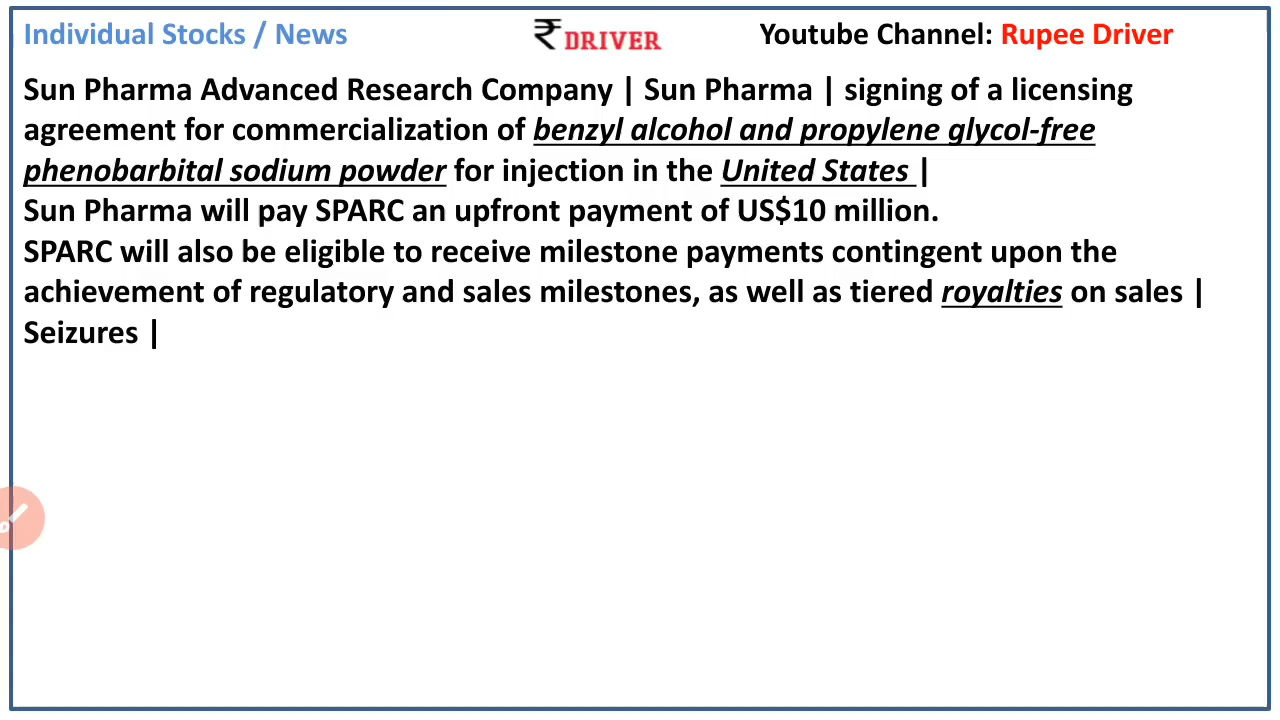 Individual Stocks / News
₹ DRIVER
Youtube Channel: Rupee Driver
Sun Pharma Advanced Research Company | Sun Pharma | signing of a licensing
agreement for commercialization of benzyl alcohol and propylene glycol-free
phenobarbital sodium powder for injection in the United States |
Sun Pharma will pay SPARC an upfront payment of US$10 million.
SPARC will also be eligible to receive milestone payments contingent upon the
achievement of regulatory and sales milestones, as well as tiered royalties on sales |
Seizures |